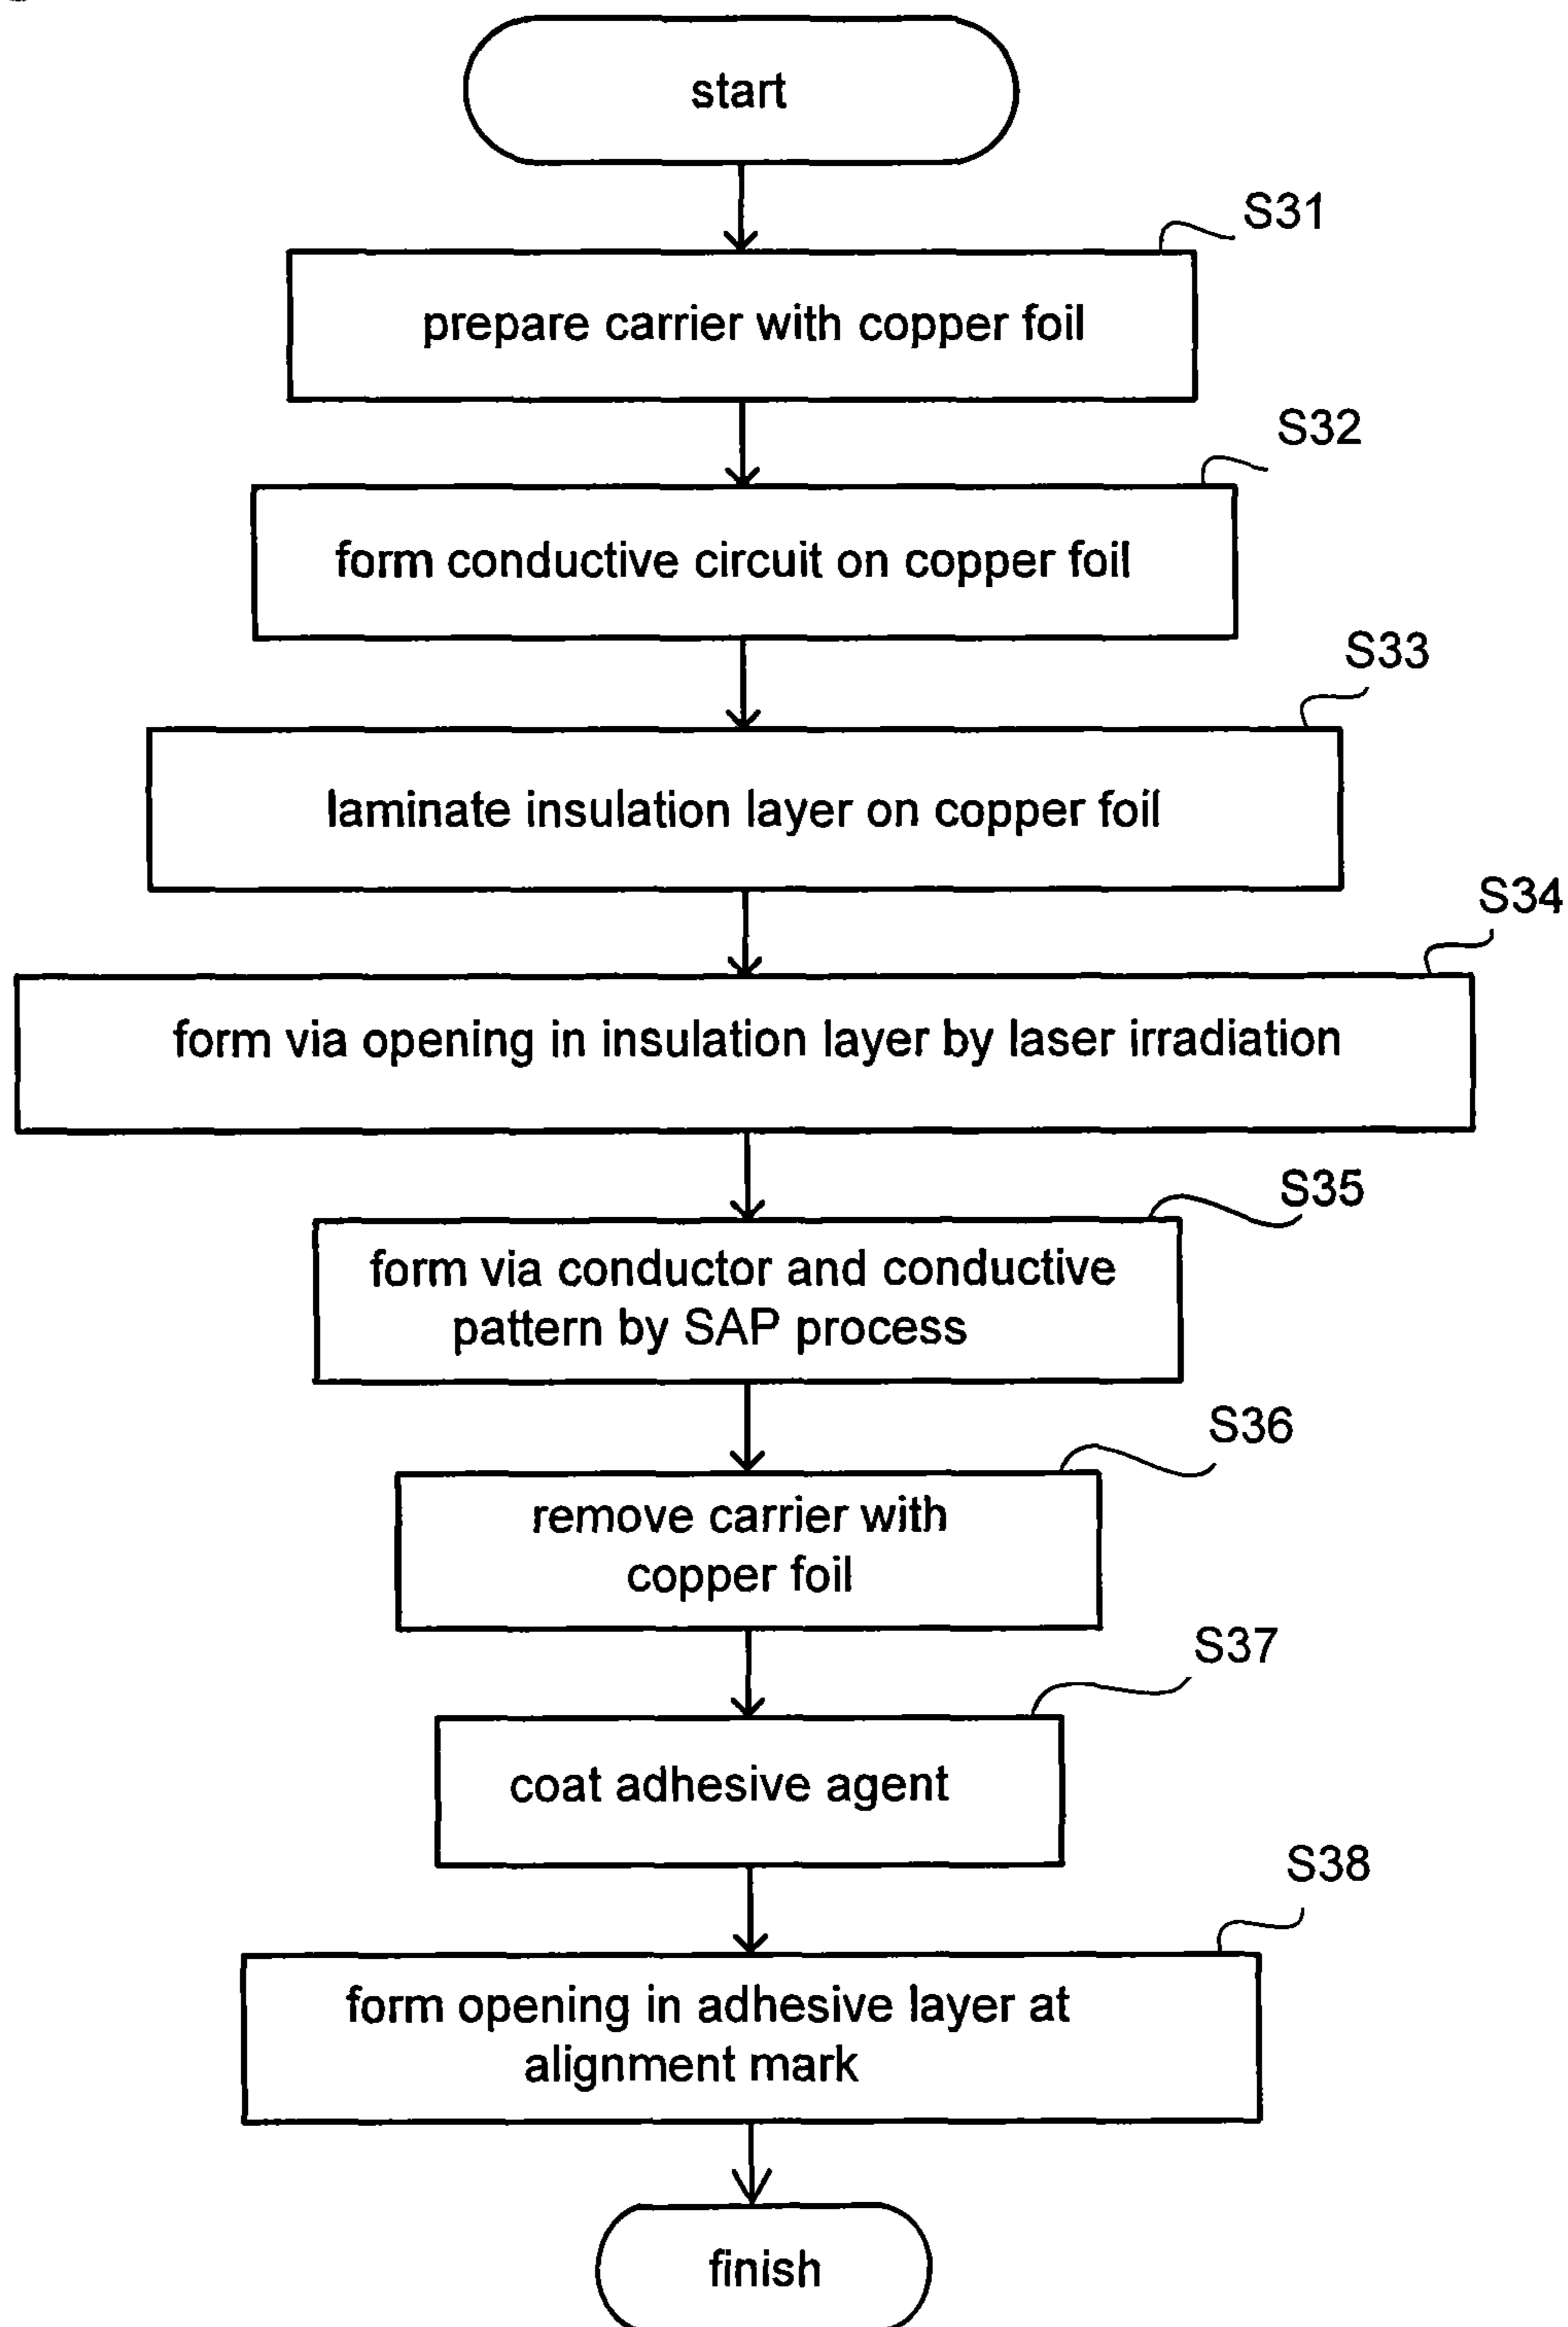 start
S31
prepare carrier with copper foil
S32
form conductive circuit on copper foil
S33
laminate insulation layer on copper foil
S34
form via opening in insulation layer by laser irradiation
S35
form via conductor and conductive
pattern by SAP process
S36
remove carrier with
copper foil
S37
coat adhesive agent
S38
form opening in adhesive layer at
alignment mark
finish